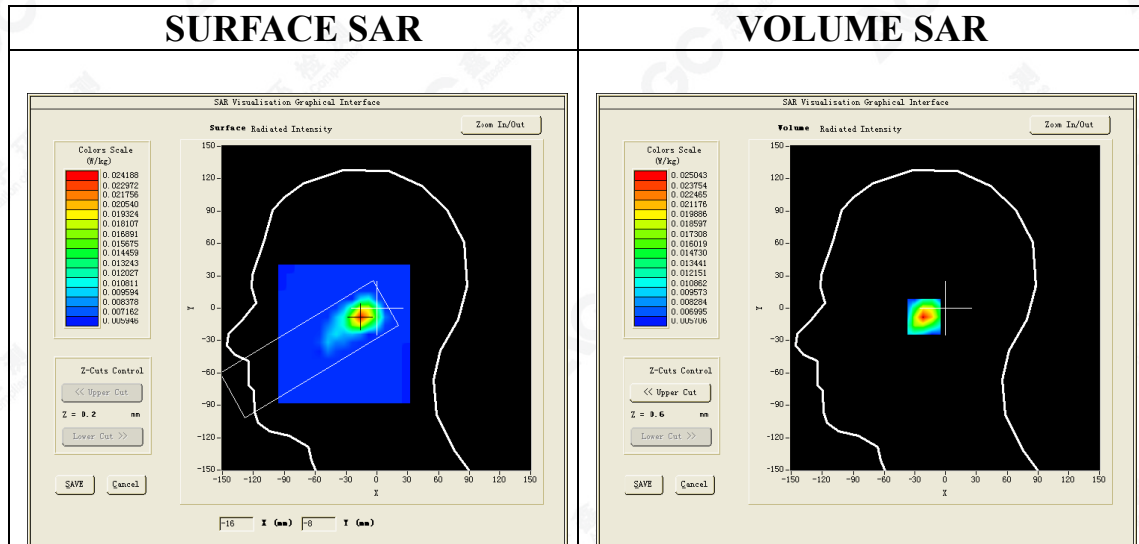 SURFACE SAR
VOLUME SAR
SAR Visualisation Graphical Interface
Surface Radiated Intensity
Zoom In/Out
Colors Scale
(W/kg)
0.024188
0.022972
0.021756
0.020540
0.019324
0.018107
0.016891
0.015675
0.014459
0.013243
0.012027
0.010811
0.009594
0.008378
0.007162
0.005946
150
120
90
60
30
0
-30
-60
-90
-120
-150
Y
-150 -120 -90 -60 -30 0 30 60 90 120 150
X
Z-Cuts Control
<< Upper Cut
Z = 0.2 mm
Lower Cut >>
SAVE Cancel
-16 X (mm) -8 Y (mm)
SAR Visualisation Graphical Interface
Volume Radiated Intensity
Zoom In/Out
Colors Scale
(W/kg)
0.025043
0.023754
0.022465
0.021176
0.019886
0.018597
0.017308
0.016019
0.014730
0.013441
0.012151
0.010862
0.009573
0.008284
0.006995
0.005706
150
120
90
60
30
0
-30
-60
-90
-120
-150
Y
-150 -120 -90 -60 -30 0 30 60 90 120 150
X
Z-Cuts Control
<< Upper Cut
Z = 0.6 mm
Lower Cut >>
SAVE Cancel